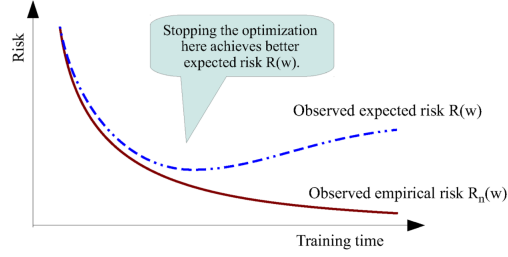 Stopping the optimization
here achieves better
expected risk R(w).
Risk
Observed expected risk R(w)
Observed empirical risk Rn(w)
Training time